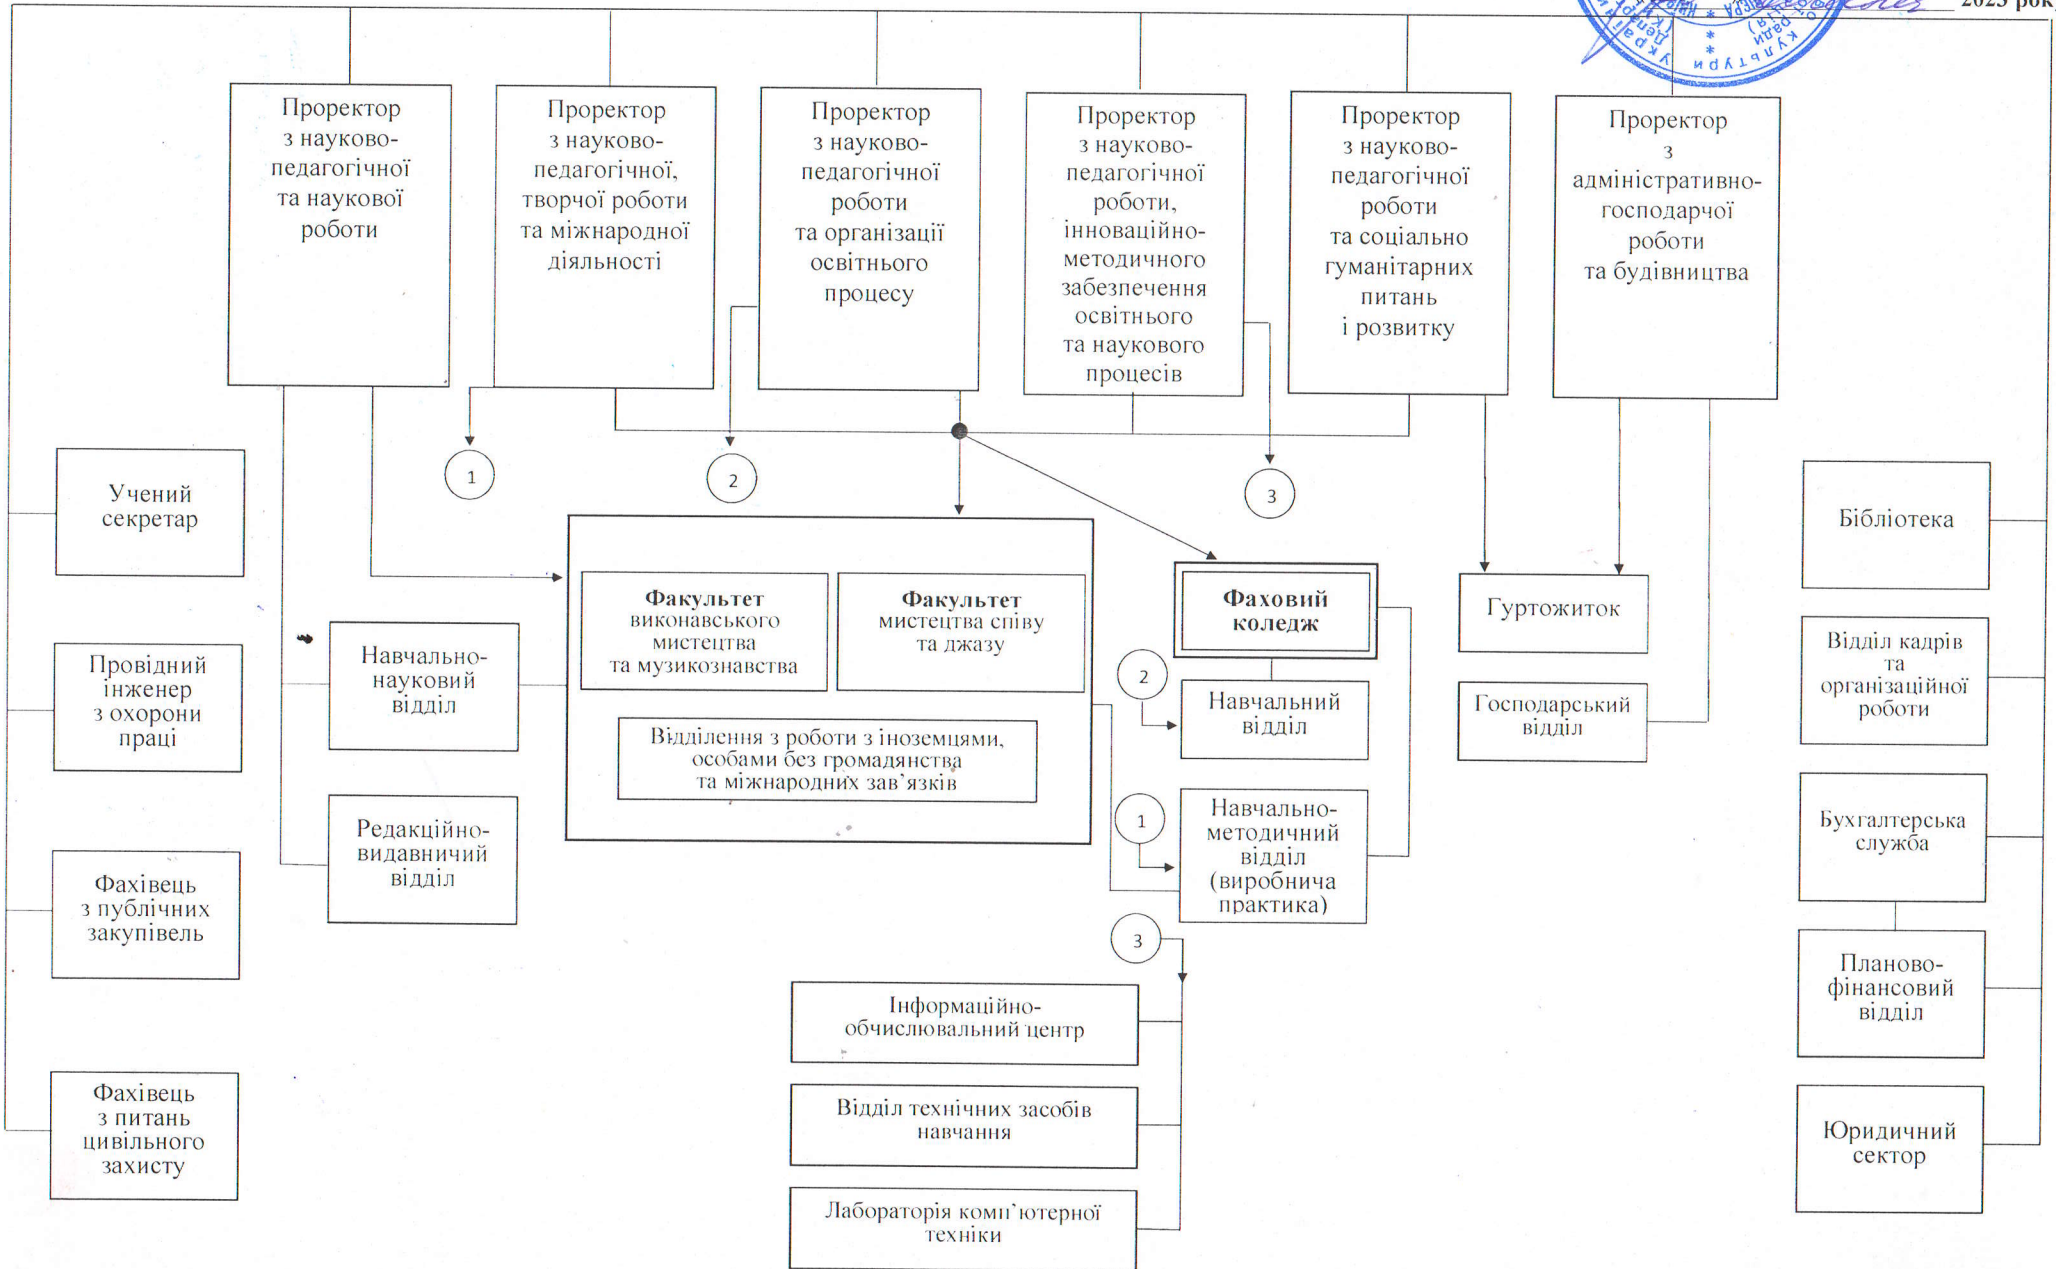 2023 рок
культури
України
Проректор
з науково-
педагогічної
та наукової
роботи
Проректор
з науково-
педагогічної,
творчої роботи
та міжнародної
діяльності
Проректор
з науково-
педагогічної
роботи
та організації
освітнього
процесу
Проректор
з науково-
педагогічної
роботи,
інноваційно-
методичного
забезпечення
освітнього
та наукового
процесів
Проректор
з науково-
педагогічної
роботи
та соціально
гуманітарних
питань
і розвитку
Проректор
з
адміністративно-
господарчої
роботи
та будівництва
1
2
3
Учений
секретар
Провідний
інженер
з охорони
праці
Фахівець
з публічних
закупівель
Фахівець
з питань
цивільного
захисту
Навчально-
науковий
відділ
Редакційно-
видавничий
відділ
Факультет
виконавського
мистецтва
та музикознавства
Факультет
мистецтва співу
та джазу
Відділення з роботи з іноземцями,
особами без громадянства
та міжнародних зав’язків
Фаховий
коледж
2
Навчальний
відділ
1
Навчально-
методичний
відділ
(виробнича
практика)
3
Інформаційно-
обчислювальний центр
Відділ технічних засобів
навчання
Лабораторія комп’ютерної
техніки
Гуртожиток
Господарський
відділ
Бібліотека
Відділ кадрів
та
організаційної
роботи
Бухгалтерська
служба
Планово-
фінансовий
відділ
Юридичний
сектор